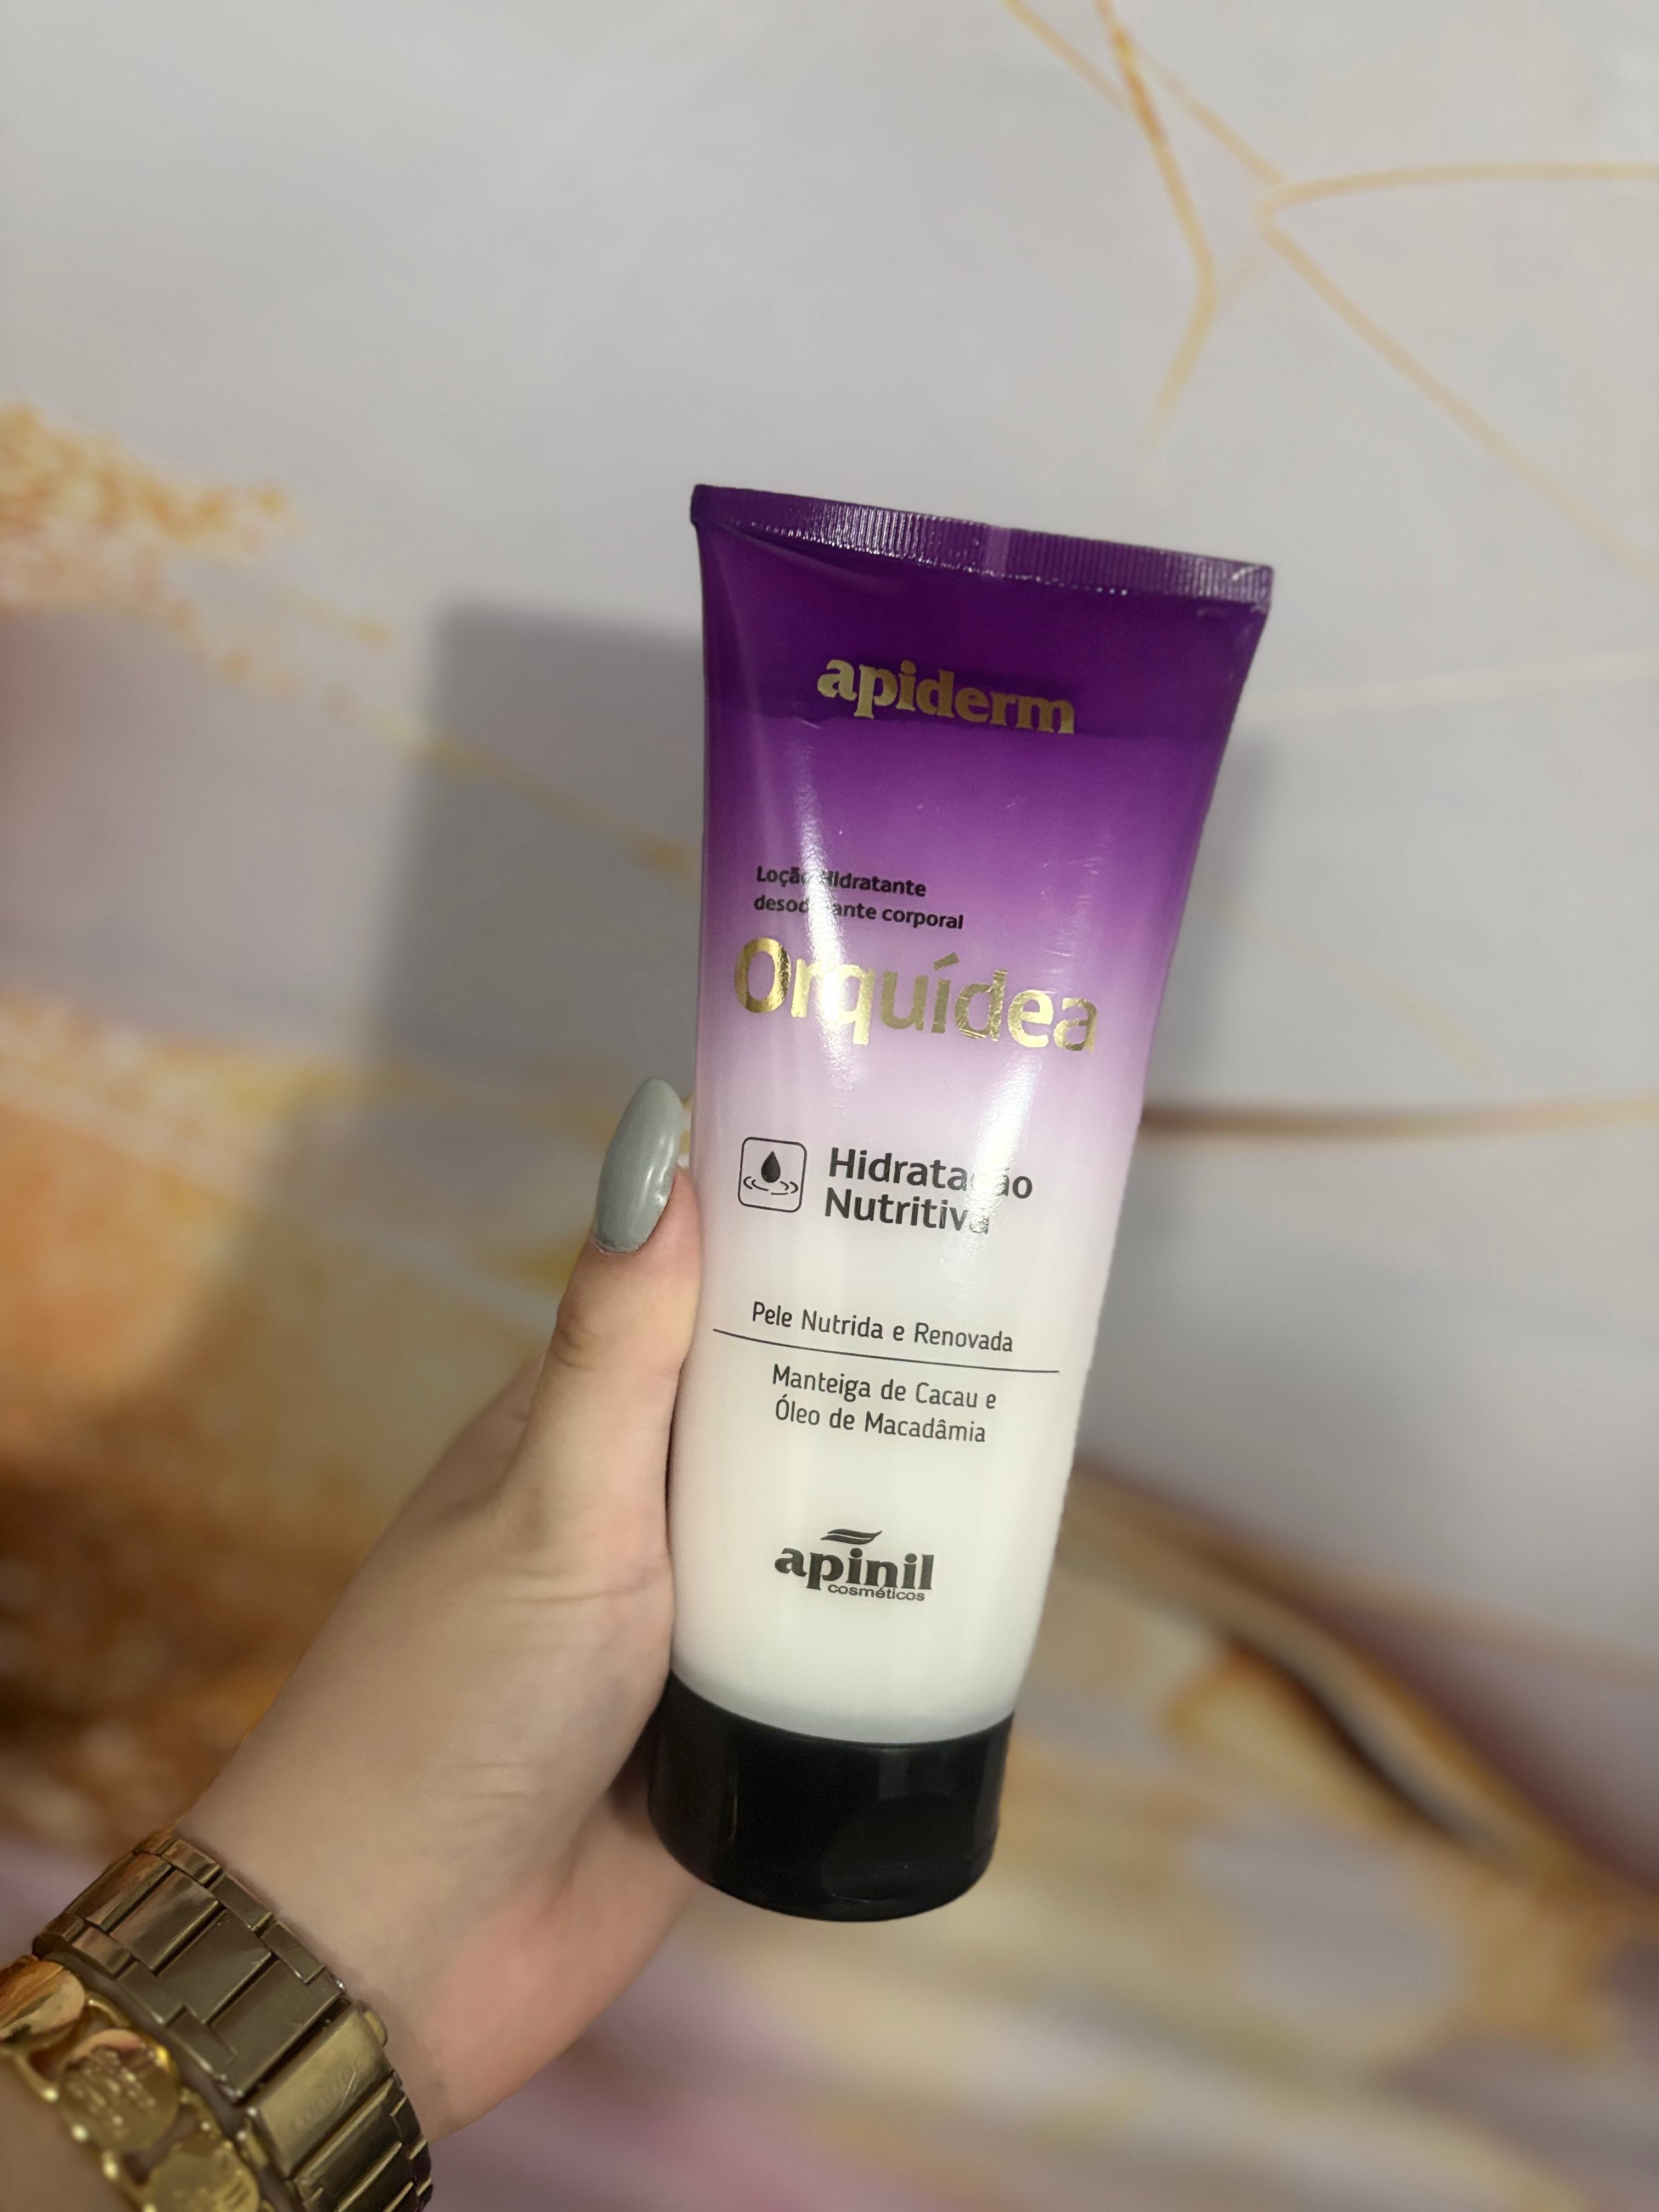 apiderm
Loção Hidratante
desodorante corporal
Orquídea
Hidratação
Nutritiva
Pele Nutrida e Renovada
Manteiga de Cacau e
Óleo de Macadâmia
apinil
cosméticos